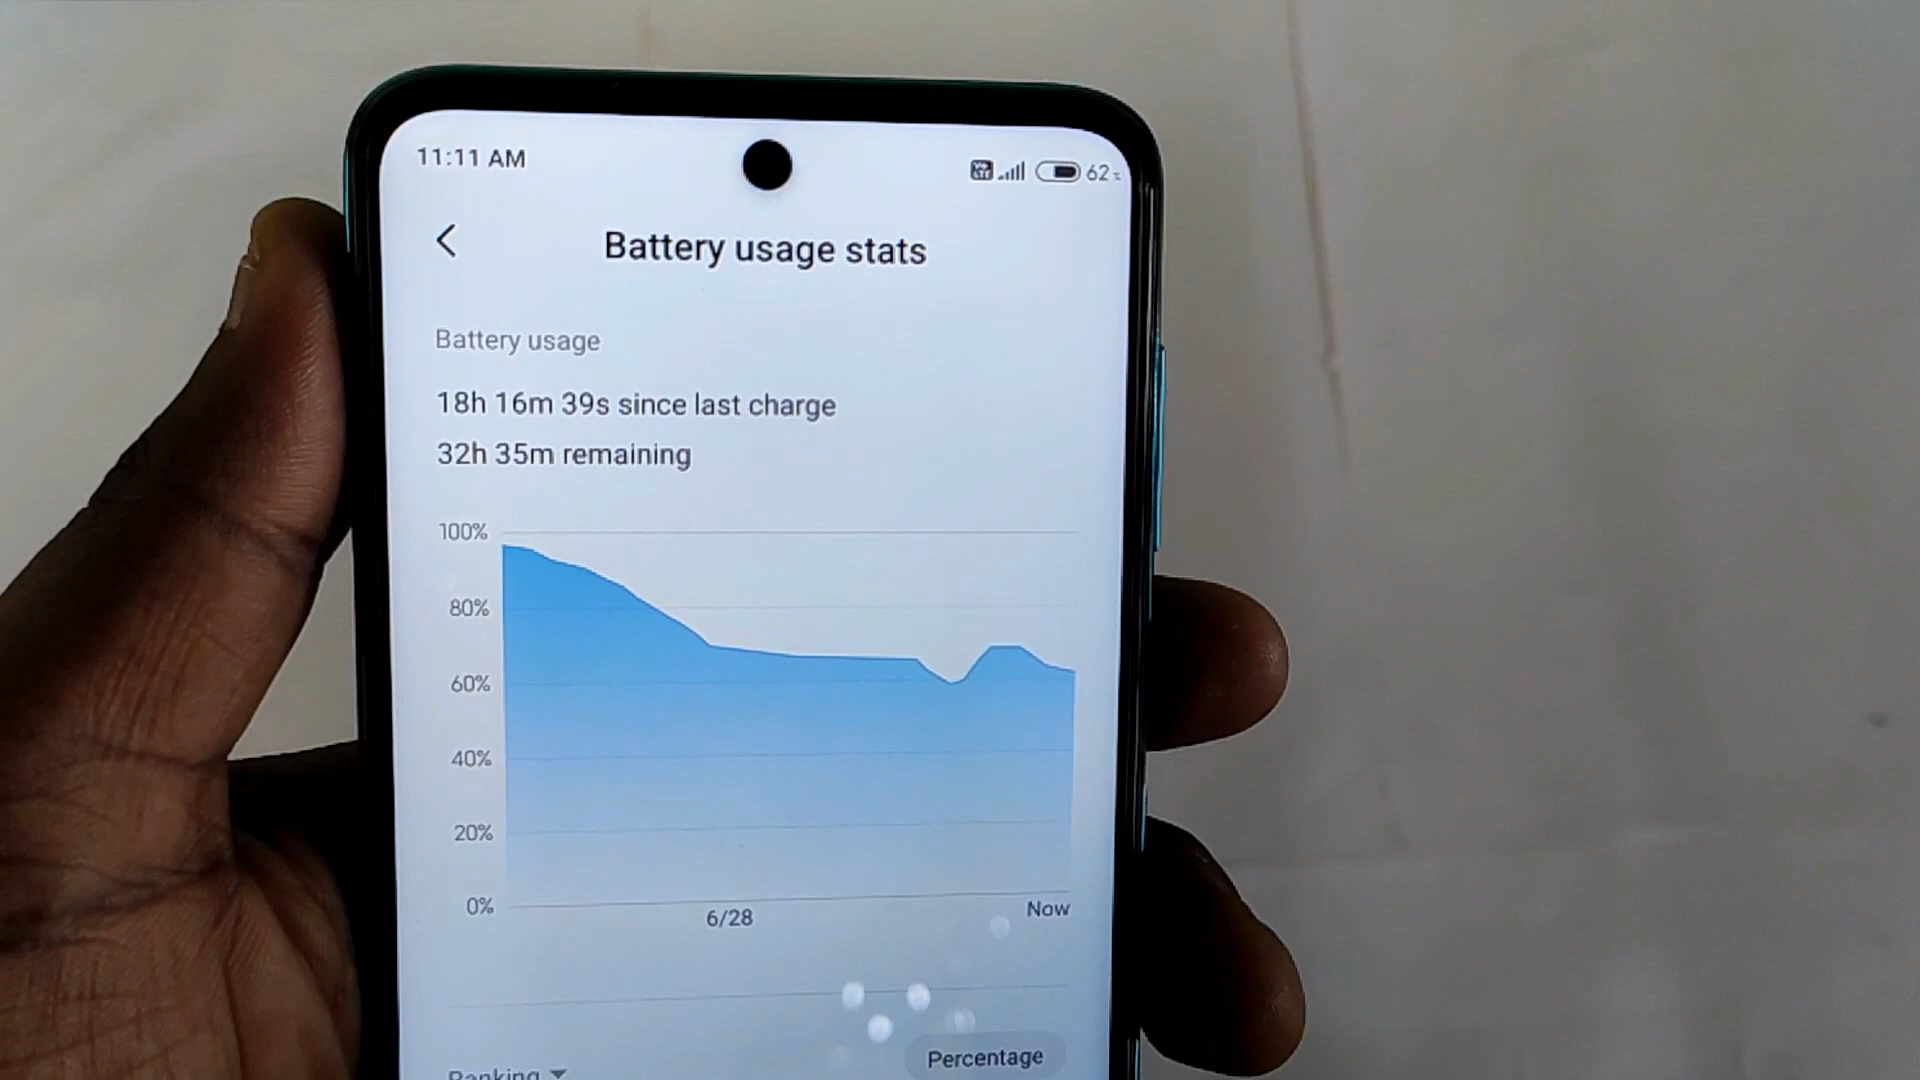 11:11 AM
62%
Battery usage stats
Battery usage
18h 16m 39s since last charge
32h 35m remaining
100%
80%
60%
40%
20%
0%
6/28
Now
Ranking
Percentage